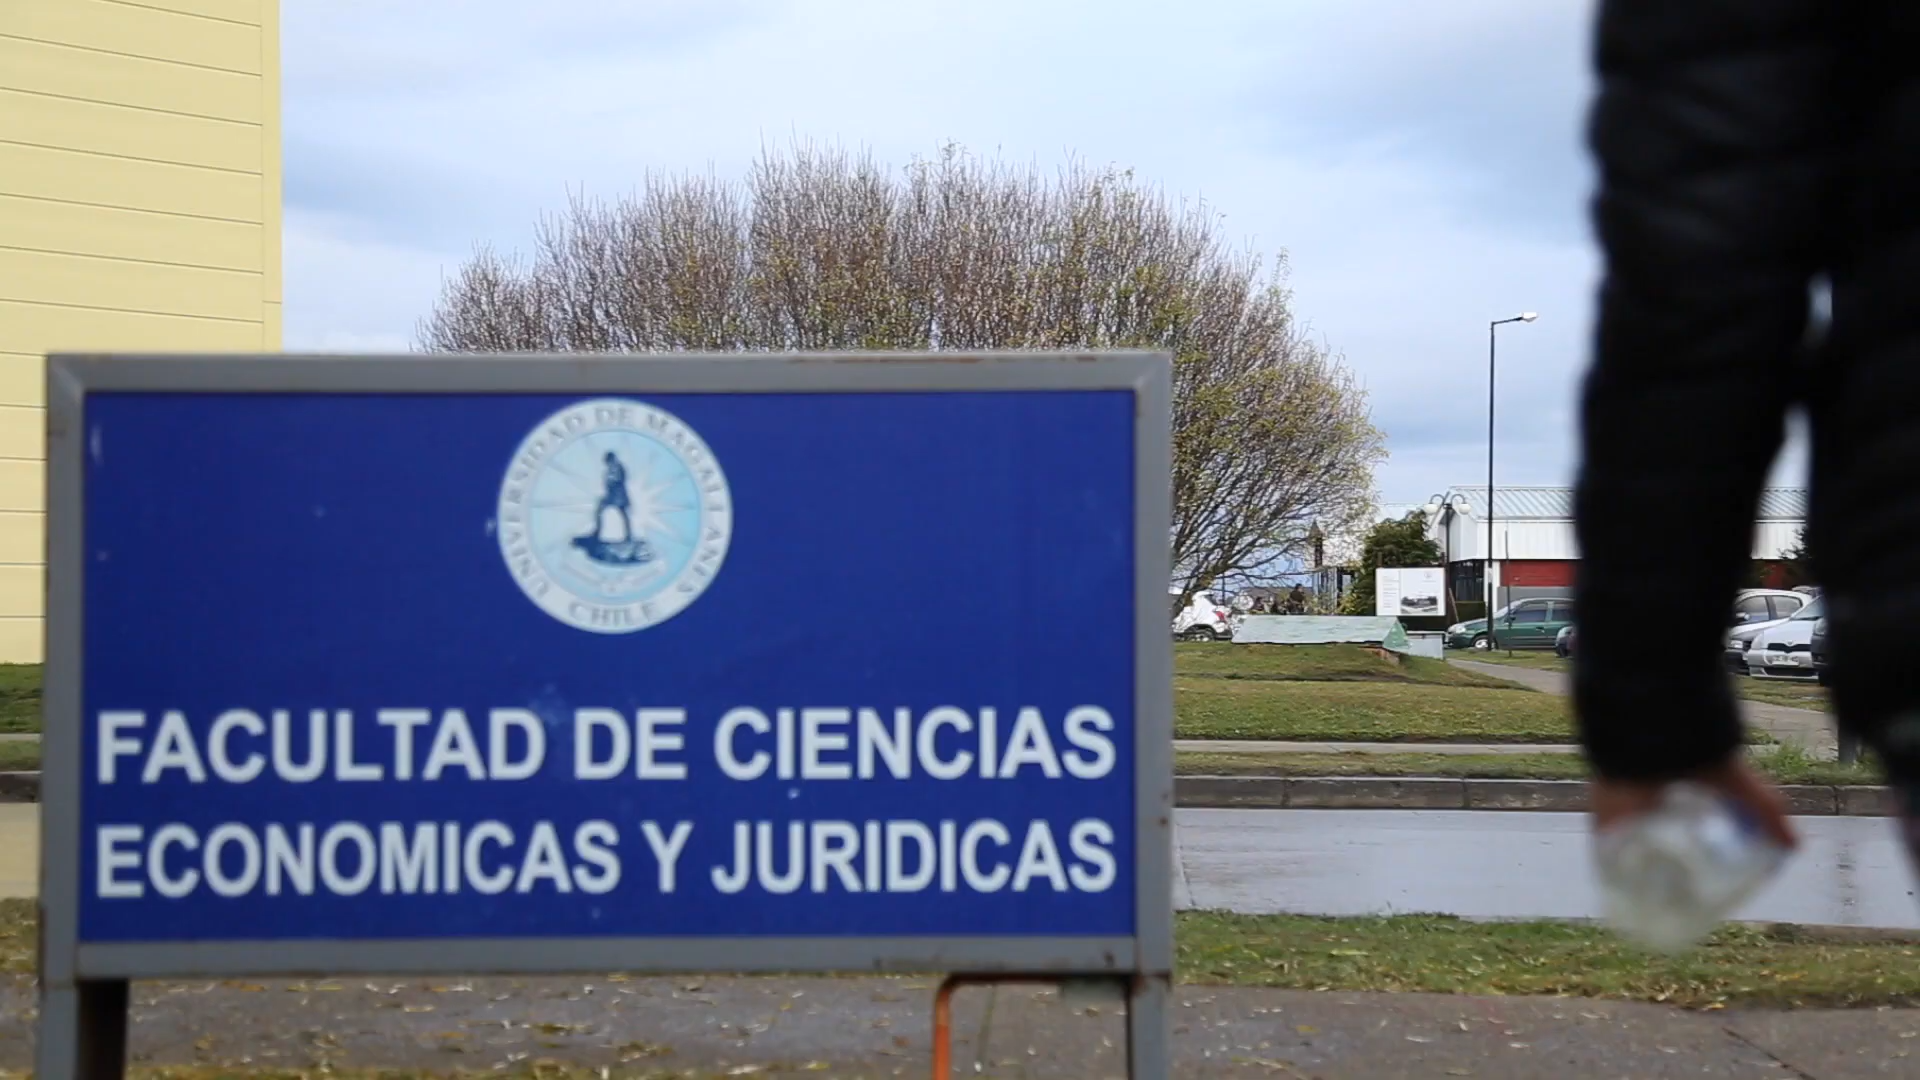 UNIVERSIDAD DE MAGALLANES
CHILE
FACULTAD DE CIENCIAS
ECONOMICAS Y JURIDICAS